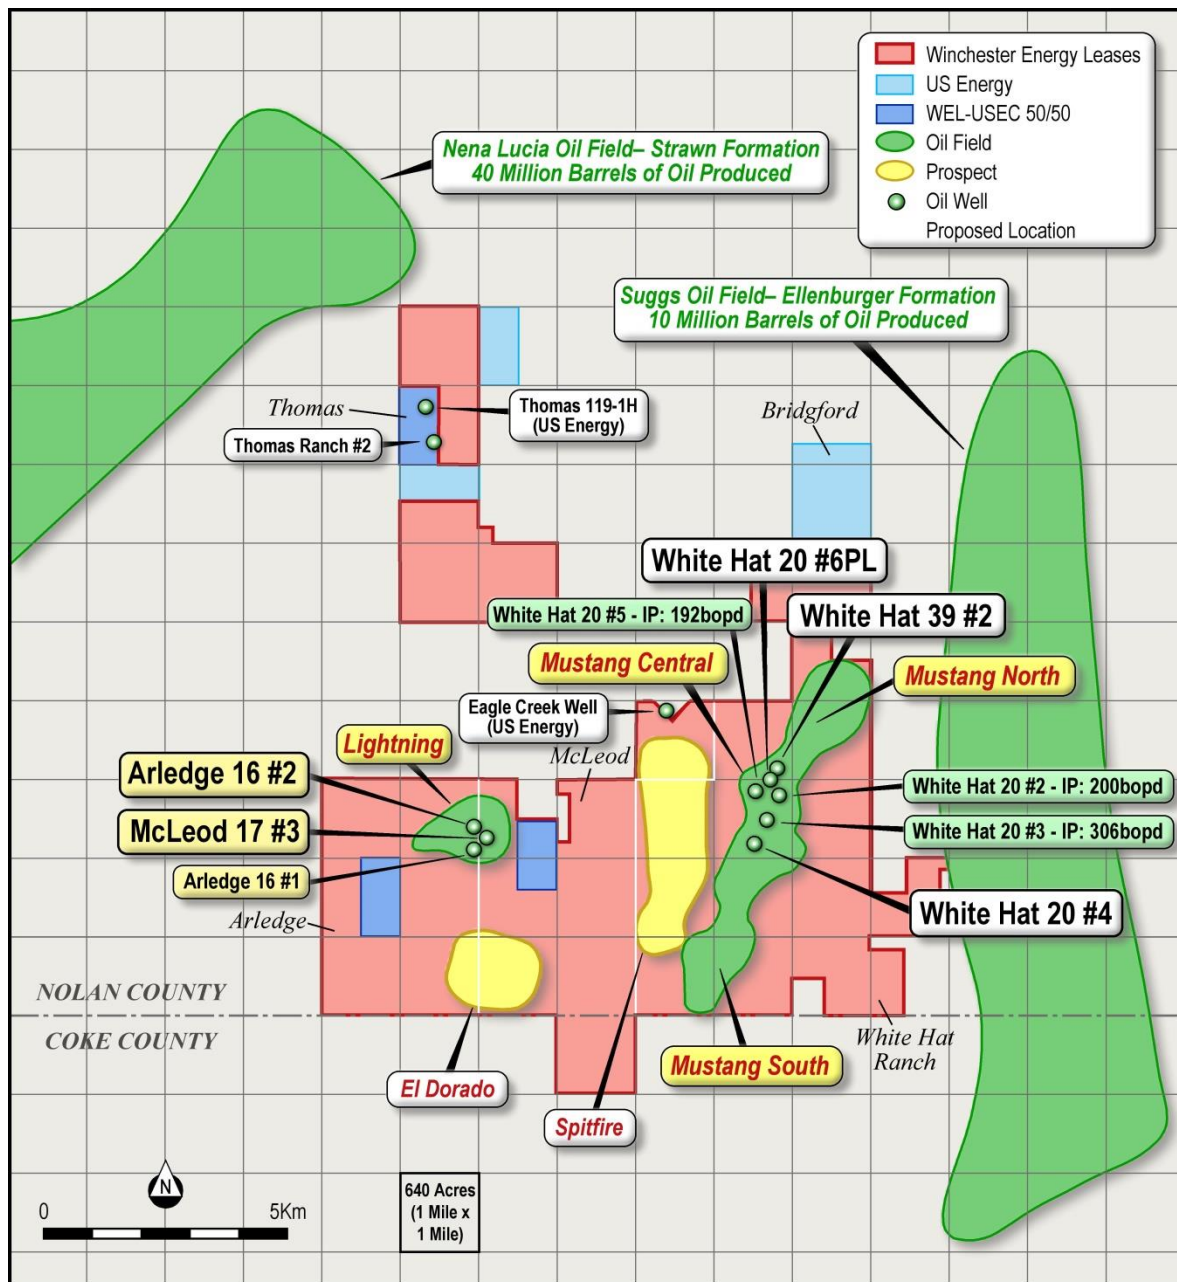 Winchester Energy Leases
US Energy
WEL-USEC 50/50
Oil Field
Prospect
Oil Well
Proposed Location
Nena Lucia Oil Field– Strawn Formation
40 Million Barrels of Oil Produced
Suggs Oil Field– Ellenburger Formation
10 Million Barrels of Oil Produced
Thomas
Thomas 119-1H
(US Energy)
Thomas Ranch #2
Bridgford
White Hat 20 #6PL
White Hat 20 #5 - IP: 192bopd
White Hat 39 #2
Mustang Central
Mustang North
Eagle Creek Well
(US Energy)
McLeod
Lightning
Arledge 16 #2
McLeod 17 #3
Arledge 16 #1
Arledge
White Hat 20 #2 - IP: 200bopd
White Hat 20 #3 - IP: 306bopd
White Hat 20 #4
NOLAN COUNTY
COKE COUNTY
White Hat
Ranch
Mustang South
El Dorado
Spitfire
N
0
5Km
640 Acres
(1 Mile x
1 Mile)